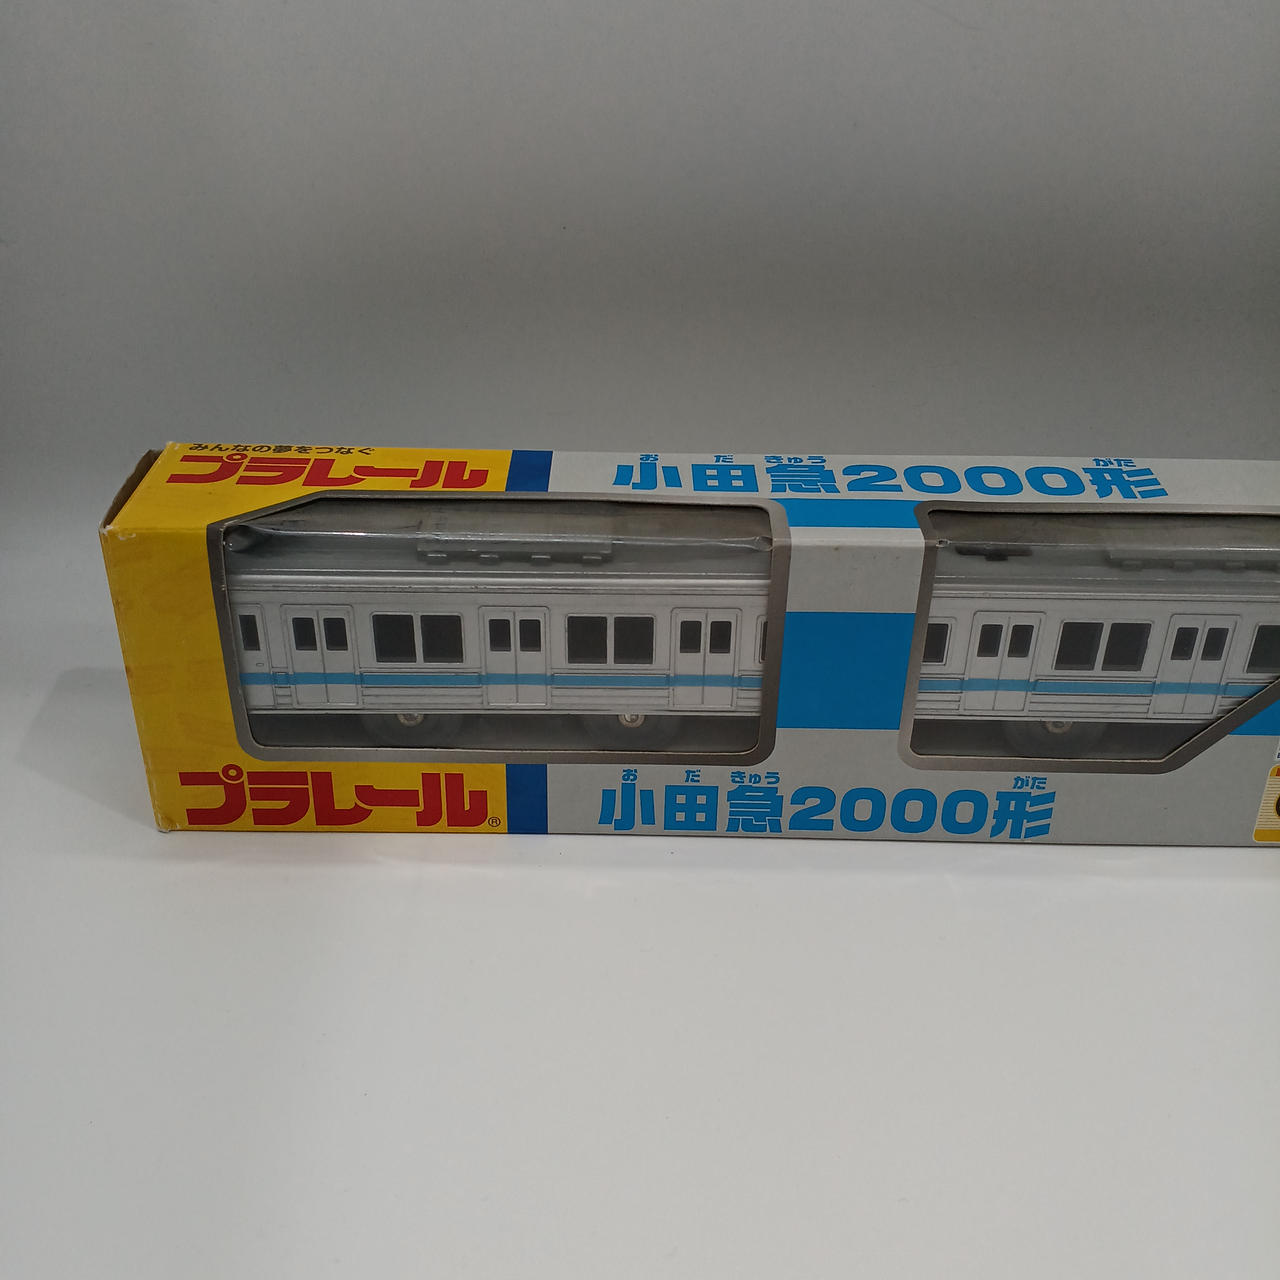 みんなの夢をつなぐ
プラレール
おだきゅう がた
小田急2000形
プラレール®
おだきゅう がた
小田急2000形